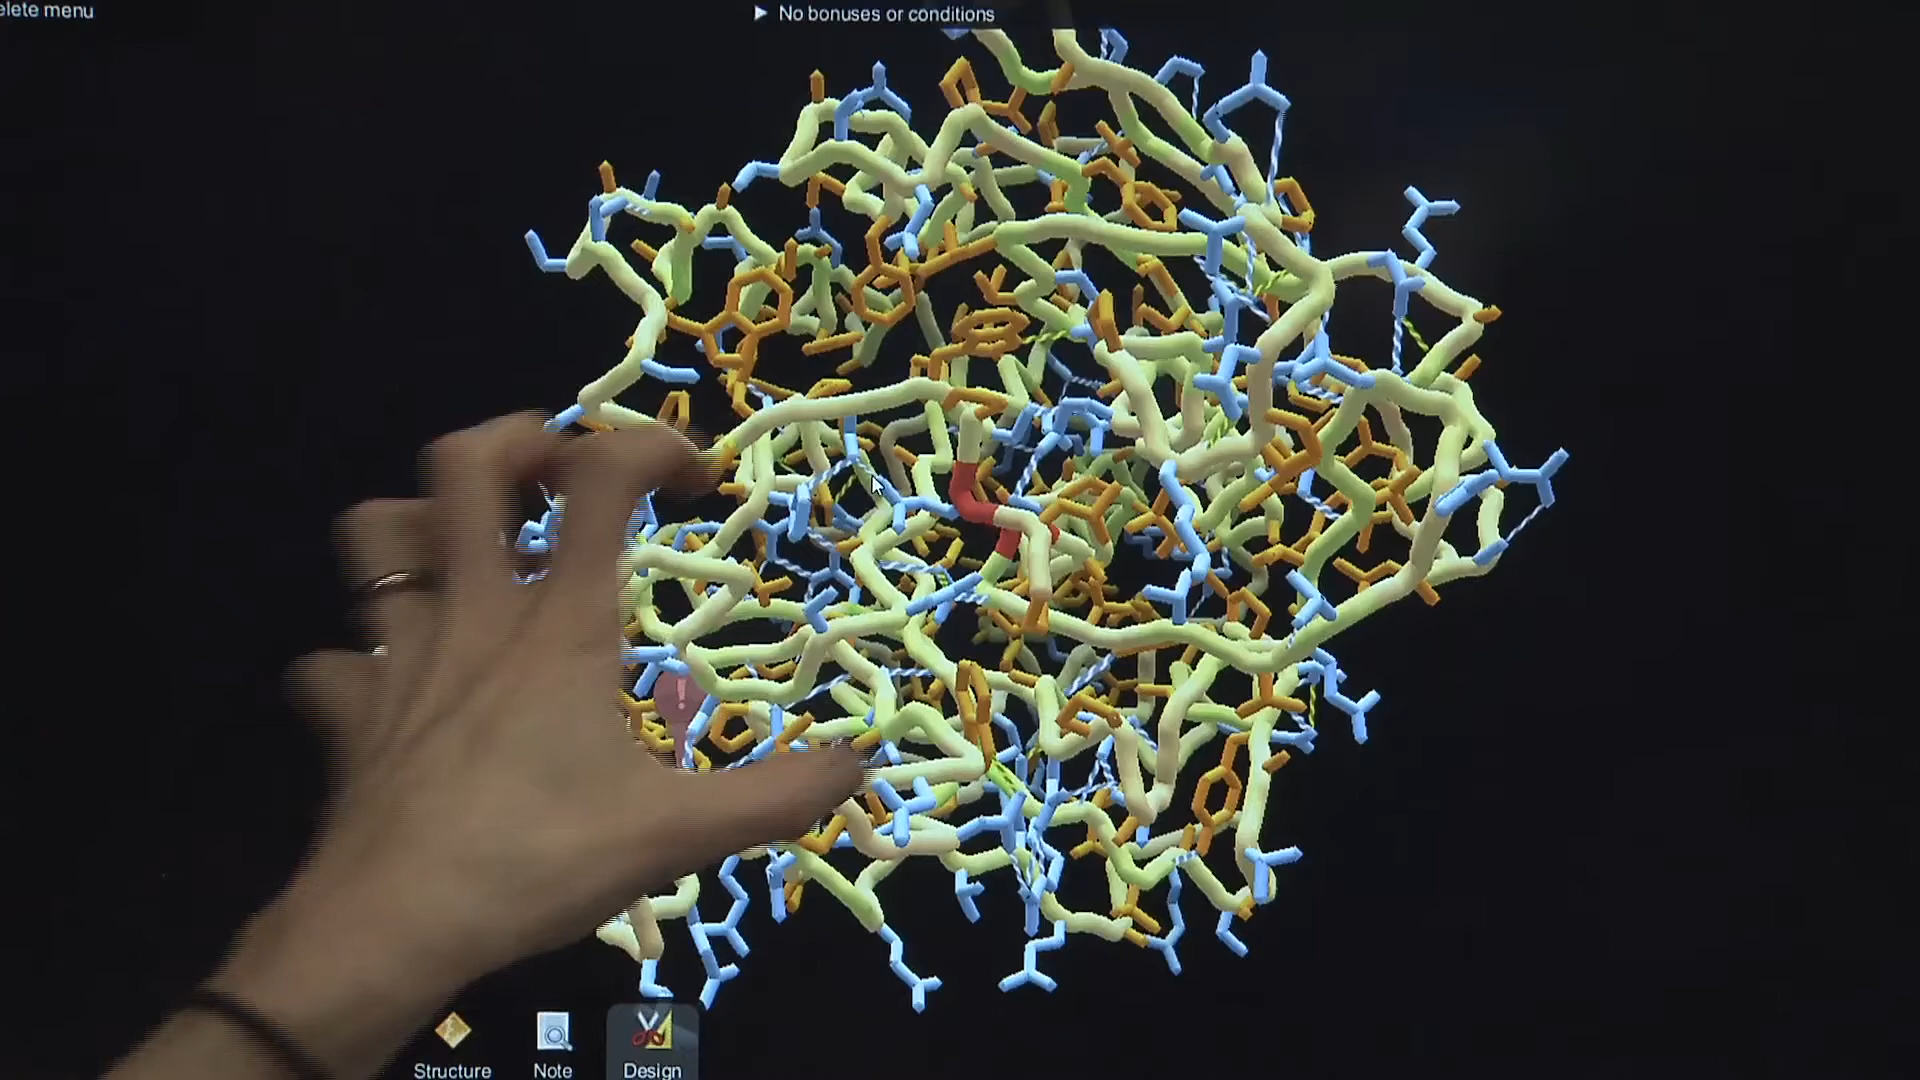 elete menu
No bonuses or conditions
Structure
Note
Design